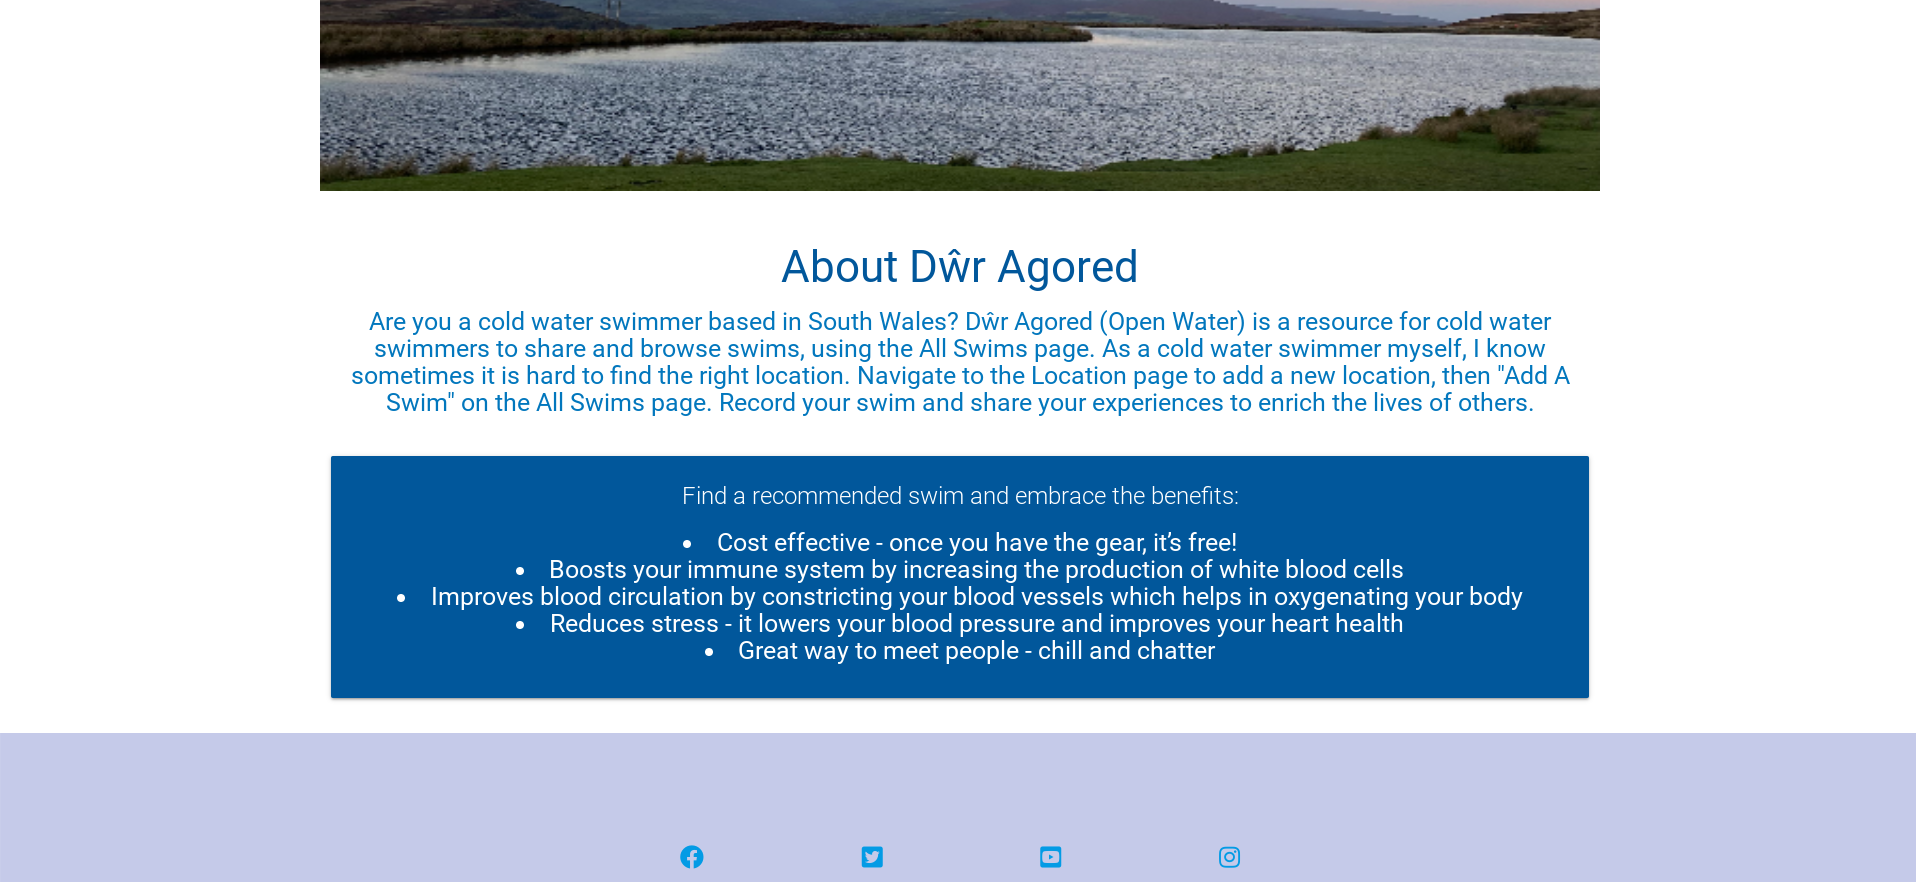 About Dŵr Agored
Are you a cold water swimmer based in South Wales? Dŵr Agored (Open Water) is a resource for cold water
swimmers to share and browse swims, using the All Swims page. As a cold water swimmer myself, I know
sometimes it is hard to find the right location. Navigate to the Location page to add a new location, then "Add A
Swim" on the All Swims page. Record your swim and share your experiences to enrich the lives of others.
Find a recommended swim and embrace the benefits:
• Cost effective - once you have the gear, it’s free!
• Boosts your immune system by increasing the production of white blood cells
• Improves blood circulation by constricting your blood vessels which helps in oxygenating your body
• Reduces stress - it lowers your blood pressure and improves your heart health
• Great way to meet people - chill and chatter